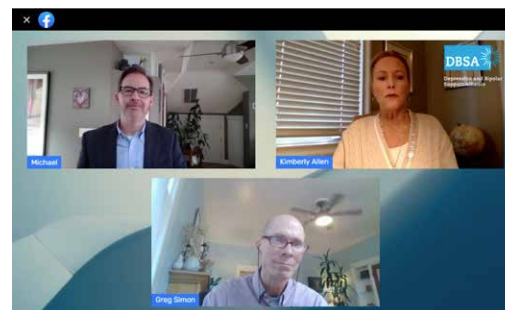 DBSA
Depression and Bipolar
Support Alliance
Michael
Kimberly Allen
Greg Simon